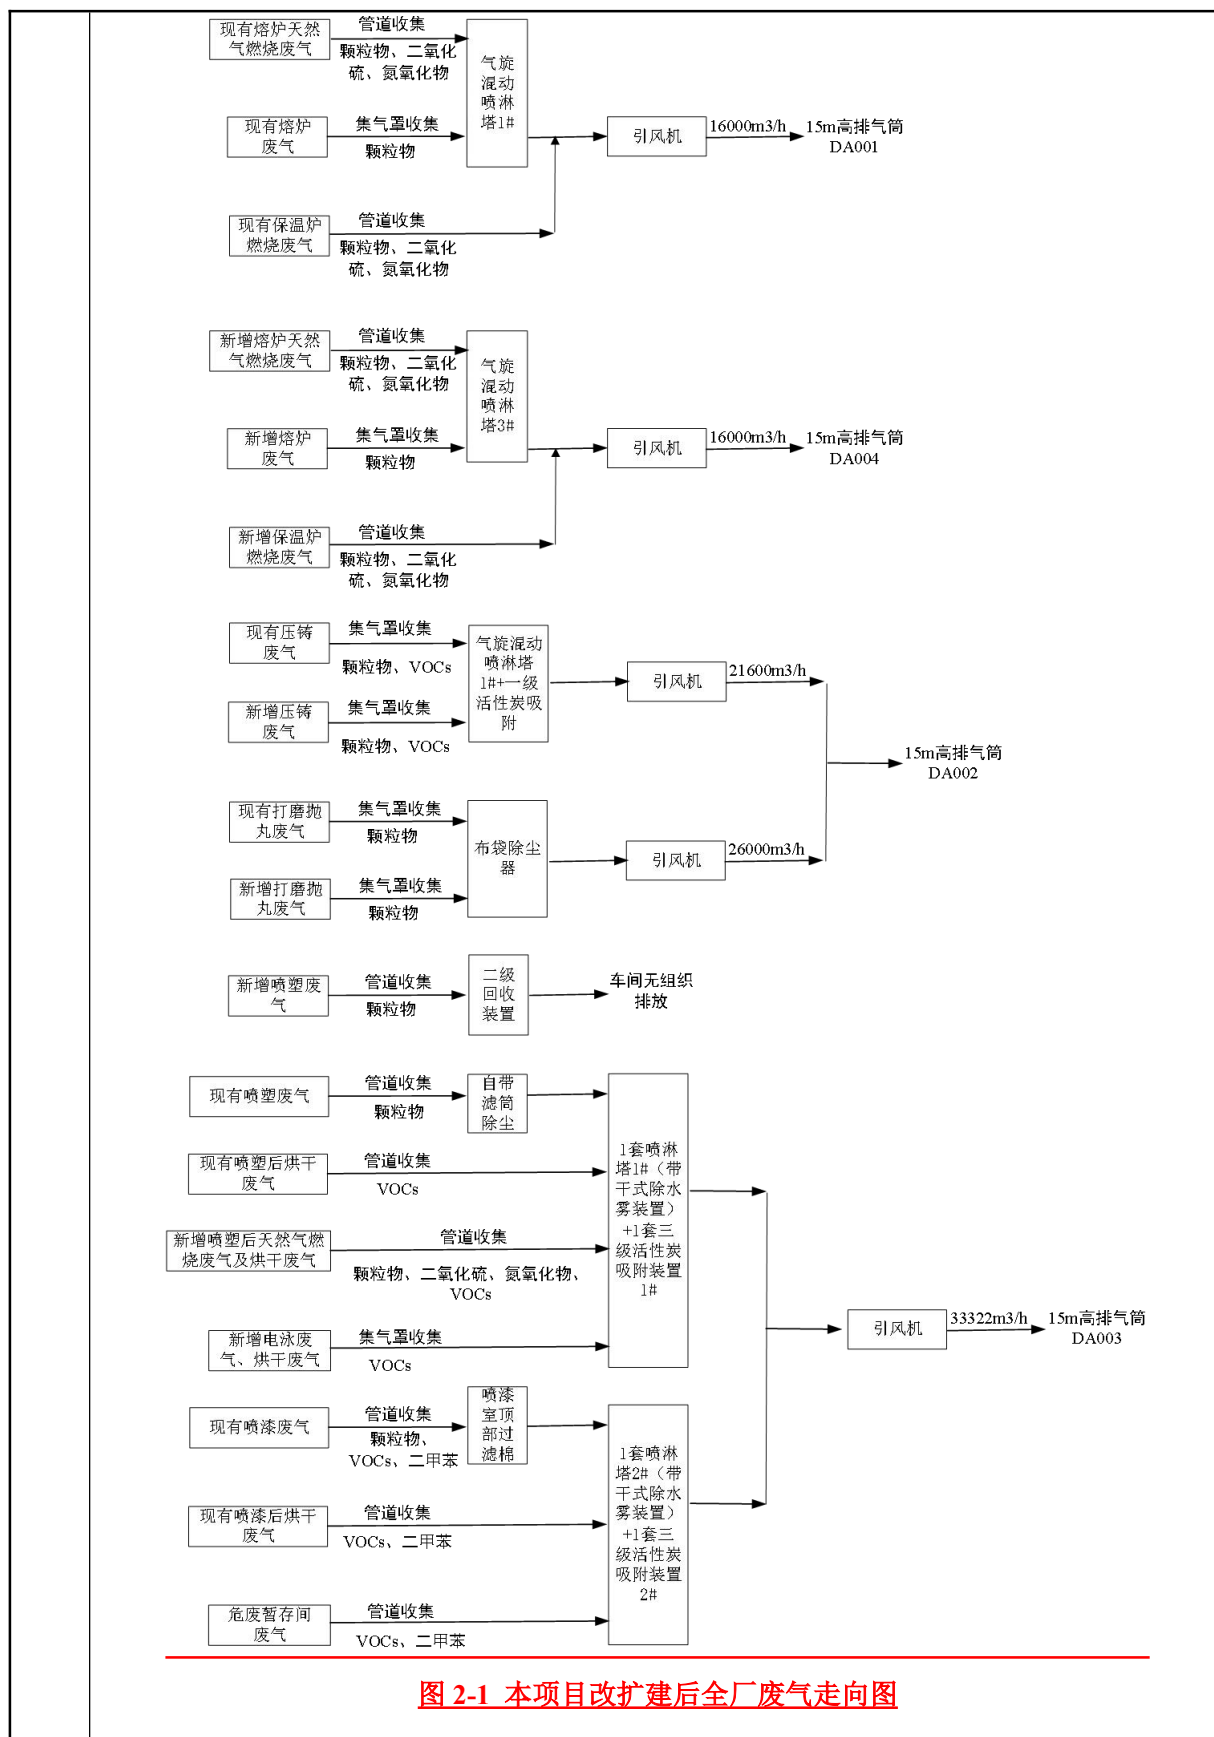 现有熔炉天然
气燃烧废气
管道收集
颗粒物、二氧化
硫、氮氧化物
气旋
混动
喷淋
塔1#
现有熔炉
废气
集气罩收集
颗粒物
引风机
16000m3/h
15m高排气筒
DA001
现有保温炉
燃烧废气
管道收集
颗粒物、二氧化
硫、氮氧化物
新增熔炉天然
气燃烧废气
管道收集
颗粒物、二氧化
硫、氮氧化物
气旋
混动
喷淋
塔3#
新增熔炉
废气
集气罩收集
颗粒物
引风机
16000m3/h
15m高排气筒
DA004
新增保温炉
燃烧废气
管道收集
颗粒物、二氧化
硫、氮氧化物
现有压铸
废气
集气罩收集
颗粒物、VOCs
气旋混动
喷淋塔
1#+一级
活性炭吸
附
引风机
21600m3/h
新增压铸
废气
集气罩收集
颗粒物、VOCs
15m高排气筒
DA002
现有打磨抛
丸废气
集气罩收集
颗粒物
布袋除尘
器
引风机
26000m3/h
新增打磨抛
丸废气
集气罩收集
颗粒物
新增喷塑废
气
管道收集
颗粒物
二级
回收
装置
车间无组织
排放
现有喷塑废气
管道收集
颗粒物
自带
滤筒
除尘
1套喷淋
塔1#（带
干式除水
雾装置）
+1套三
级活性炭
吸附装置
1#
现有喷塑后烘干
废气
管道收集
VOCs
新增喷塑后天然气燃
烧废气及烘干废气
管道收集
颗粒物、二氧化硫、氮氧化物、
VOCs
新增电泳废
气、烘干废气
集气罩收集
VOCs
引风机
33322m3/h
15m高排气筒
DA003
现有喷漆废气
管道收集
颗粒物、
VOCs、二甲苯
喷漆
室顶
部过
滤棉
1套喷淋
塔2#（带
干式除水
雾装置）
+1套三
级活性炭
吸附装置
2#
现有喷漆后烘干
废气
管道收集
VOCs、二甲苯
危废暂存间
废气
管道收集
VOCs、二甲苯
图 2-1 本项目改扩建后全厂废气走向图